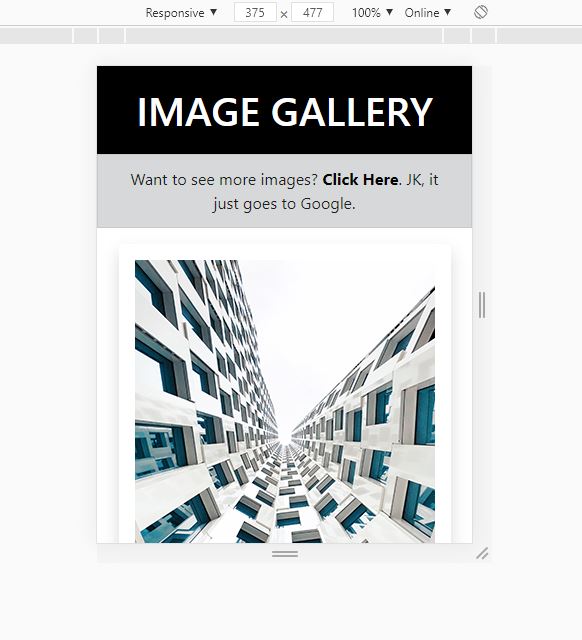 Responsive ▼ 375 × 477 100% ▼ Online ▼
IMAGE GALLERY
Want to see more images? Click Here. JK, it
just goes to Google.